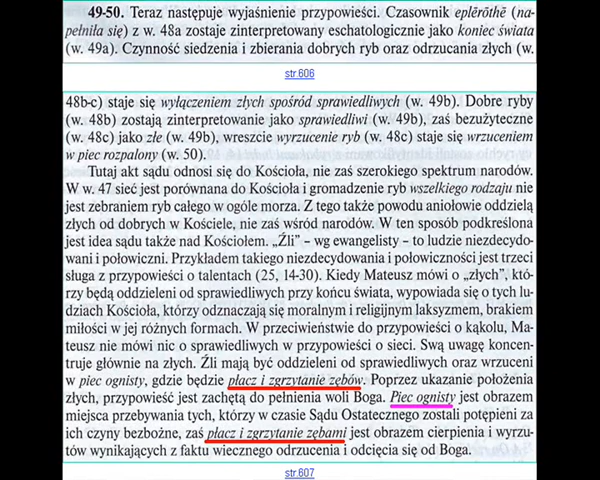 49-50. Teraz następuje wyjaśnienie przypowieści. Czasownik eplērōthē (na-
pełniła się) z w. 48a zostaje zinterpretowany eschatologicznie jako koniec świata
(w. 49a). Czynność siedzenia i zbierania dobrych ryb oraz odrzucania złych (w.
str.606
48b-c) staje się wyłączeniem złych spośród sprawiedliwych (w. 49b). Dobre ryby
(w. 48b) zostają zinterpretowane jako sprawiedliwi (w. 49b), zaś bezużyteczne
(w. 48c) jako złe (w. 49b), wreszcie wyrzucenie ryb (w. 48c) staje się wrzuceniem
w piec rozpalony (w. 50).
Tutaj akt sądu odnosi się do Kościoła, nie zaś szerokiego spektrum narodów.
W w. 47 sieć jest porównana do Kościoła i gromadzenie ryb wszelkiego rodzaju nie
jest zebraniem ryb całego w ogóle morza. Z tego także powodu aniołowie oddzielą
złych od dobrych w Kościele, nie zaś wśród narodów. W ten sposób podkreślona
jest idea sądu także nad Kościołem. „Źli” – wg ewangelisty – to ludzie niezdecydo-
wani i połowiczni. Przykładem takiego niezdecydowania i połowiczności jest trzeci
sługa z przypowieści o talentach (25, 14-30). Kiedy Mateusz mówi o „złych”, któ-
rzy będą oddzieleni od sprawiedliwych przy końcu świata, wypowiada się o tych lu-
dziach Kościoła, którzy odznaczają się moralnym i religijnym laksyzmem, brakiem
miłości w jej różnych formach. W przeciwieństwie do przypowieści o kąkolu, Ma-
teusz nie mówi nic o sprawiedliwych w przypowieści o sieci. Swą uwagę koncen-
truje głównie na złych. Źli mają być oddzieleni od sprawiedliwych oraz wrzuceni
w piec ognisty, gdzie będzie płacz i zgrzytanie zębów. Poprzez ukazanie położenia
złych, przypowieść jest zachętą do pełnienia woli Boga. Piec ognisty jest obrazem
miejsca przebywania tych, którzy w czasie Sądu Ostatecznego zostali potępieni za
ich czyny bezbożne, zaś płacz i zgrzytanie zębami jest obrazem cierpienia i wyrzu-
tów wynikających z faktu wiecznego odrzucenia i odcięcia się od Boga.
str.607